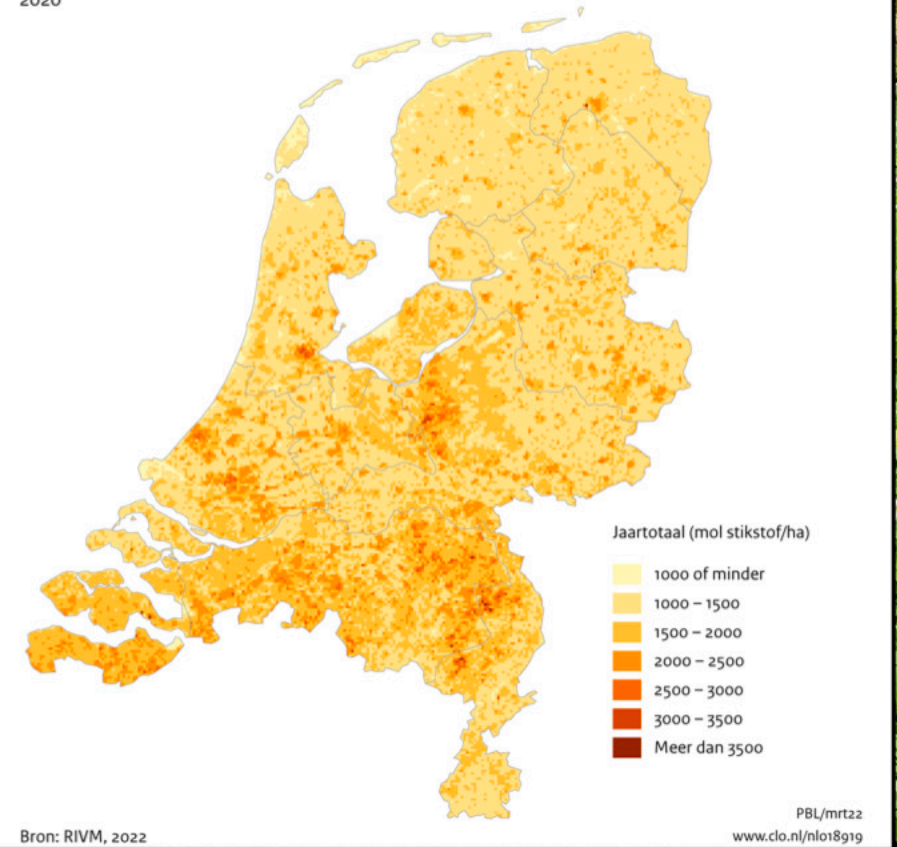 2020
Jaartotaal (mol stikstof/ha)
1000 of minder
1000 – 1500
1500 – 2000
2000 – 2500
2500 – 3000
3000 – 3500
Meer dan 3500
PBL/mrt22
Bron: RIVM, 2022
www.clo.nl/nl018919